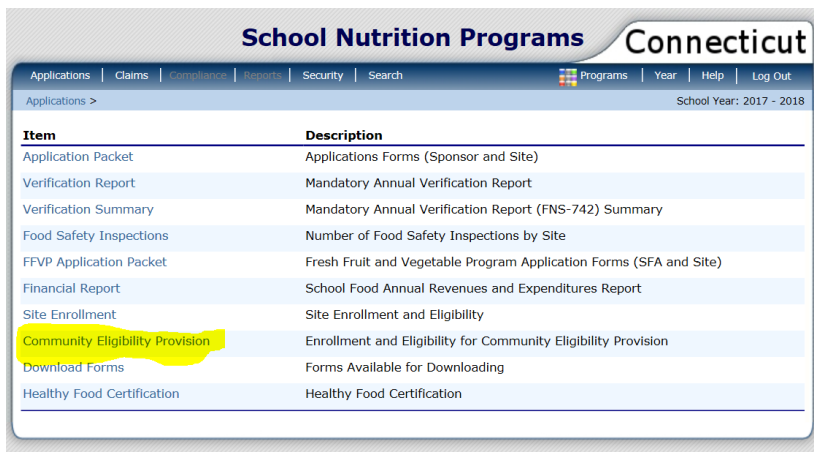 School Nutrition Programs
Connecticut
Applications | Claims | Compliance | Reports | Security | Search Programs | Year | Help | Log Out
Applications > School Year: 2017 - 2018
Item Description
Application Packet Applications Forms (Sponsor and Site)
Verification Report Mandatory Annual Verification Report
Verification Summary Mandatory Annual Verification Report (FNS-742) Summary
Food Safety Inspections Number of Food Safety Inspections by Site
FFVP Application Packet Fresh Fruit and Vegetable Program Application Forms (SFA and Site)
Financial Report School Food Annual Revenues and Expenditures Report
Site Enrollment Site Enrollment and Eligibility
Community Eligibility Provision Enrollment and Eligibility for Community Eligibility Provision
Download Forms Forms Available for Downloading
Healthy Food Certification Healthy Food Certification